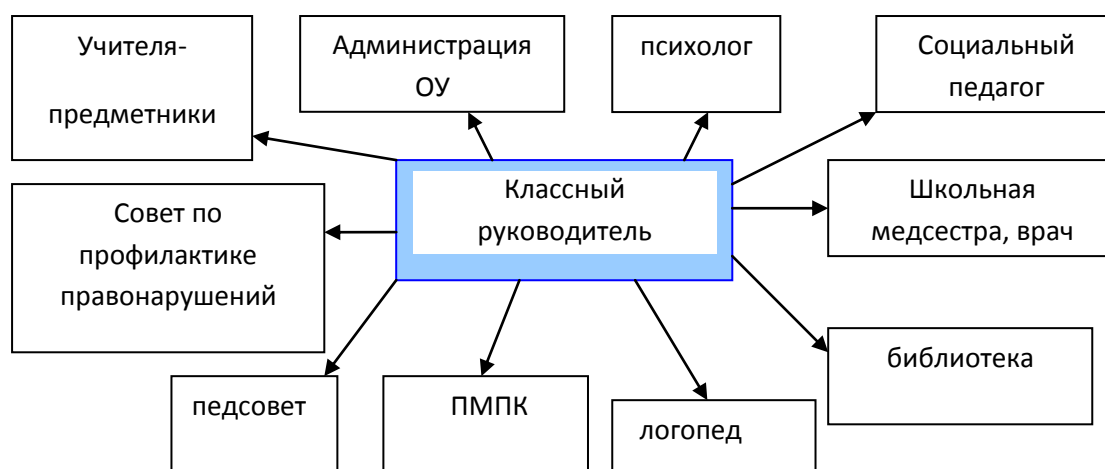 Учителя-
предметники
Администрация
ОУ
психолог
Социальный
педагог
Классный
руководитель
Школьная
медсестра, врач
Совет по
профилактике
правонарушений
библиотека
педсовет
ПМПК
логопед